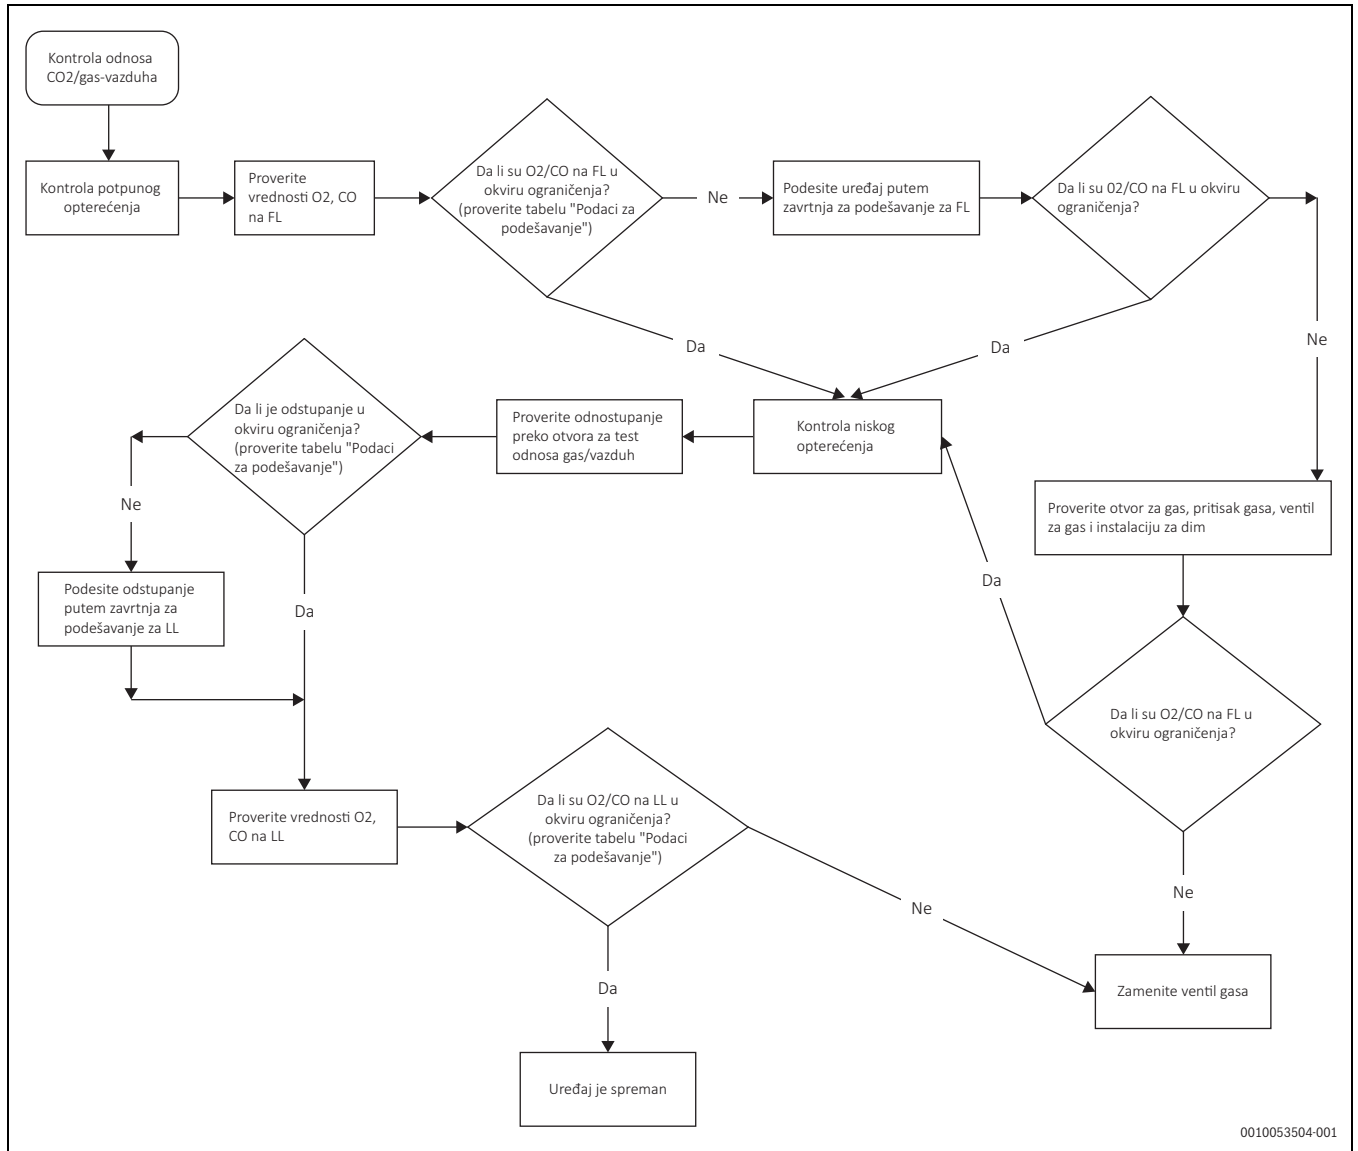 Kontrola odnosa
CO2/gas-vazduha
Kontrola potpunog
opterećenja
Proverite
vrednosti O2, CO
na FL
Da li su O2/CO na FL u
okviru ograničenja?
(proverite tabelu "Podaci za
podešavanje")
Ne
Podesite uređaj putem
zavrtnja za podešavanje za FL
Da li su 02/CO na FL u okviru
ograničenja?
Ne
Da
Da
Da li je odstupanje u
okviru ograničenja?
(proverite tabelu "Podaci
za podešavanje")
Proverite odnostupanje
preko otvora za test
odnosa gas/vazduh
Kontrola niskog
opterećenja
Proverite otvor za gas, pritisak gasa, ventil
za gas i instalaciju za dim
Ne
Da
Podesite odstupanje
putem zavrtnja za
podešavanje za LL
Da
Da li su O2/CO na FL u
okviru ograničenja?
Proverite vrednosti O2,
CO na LL
Da li su O2/CO na LL u
okviru ograničenja?
(proverite tabelu "Podaci
za podešavanje")
Ne
Ne
Da
Zamenite ventil gasa
Uređaj je spreman
0010053504-001